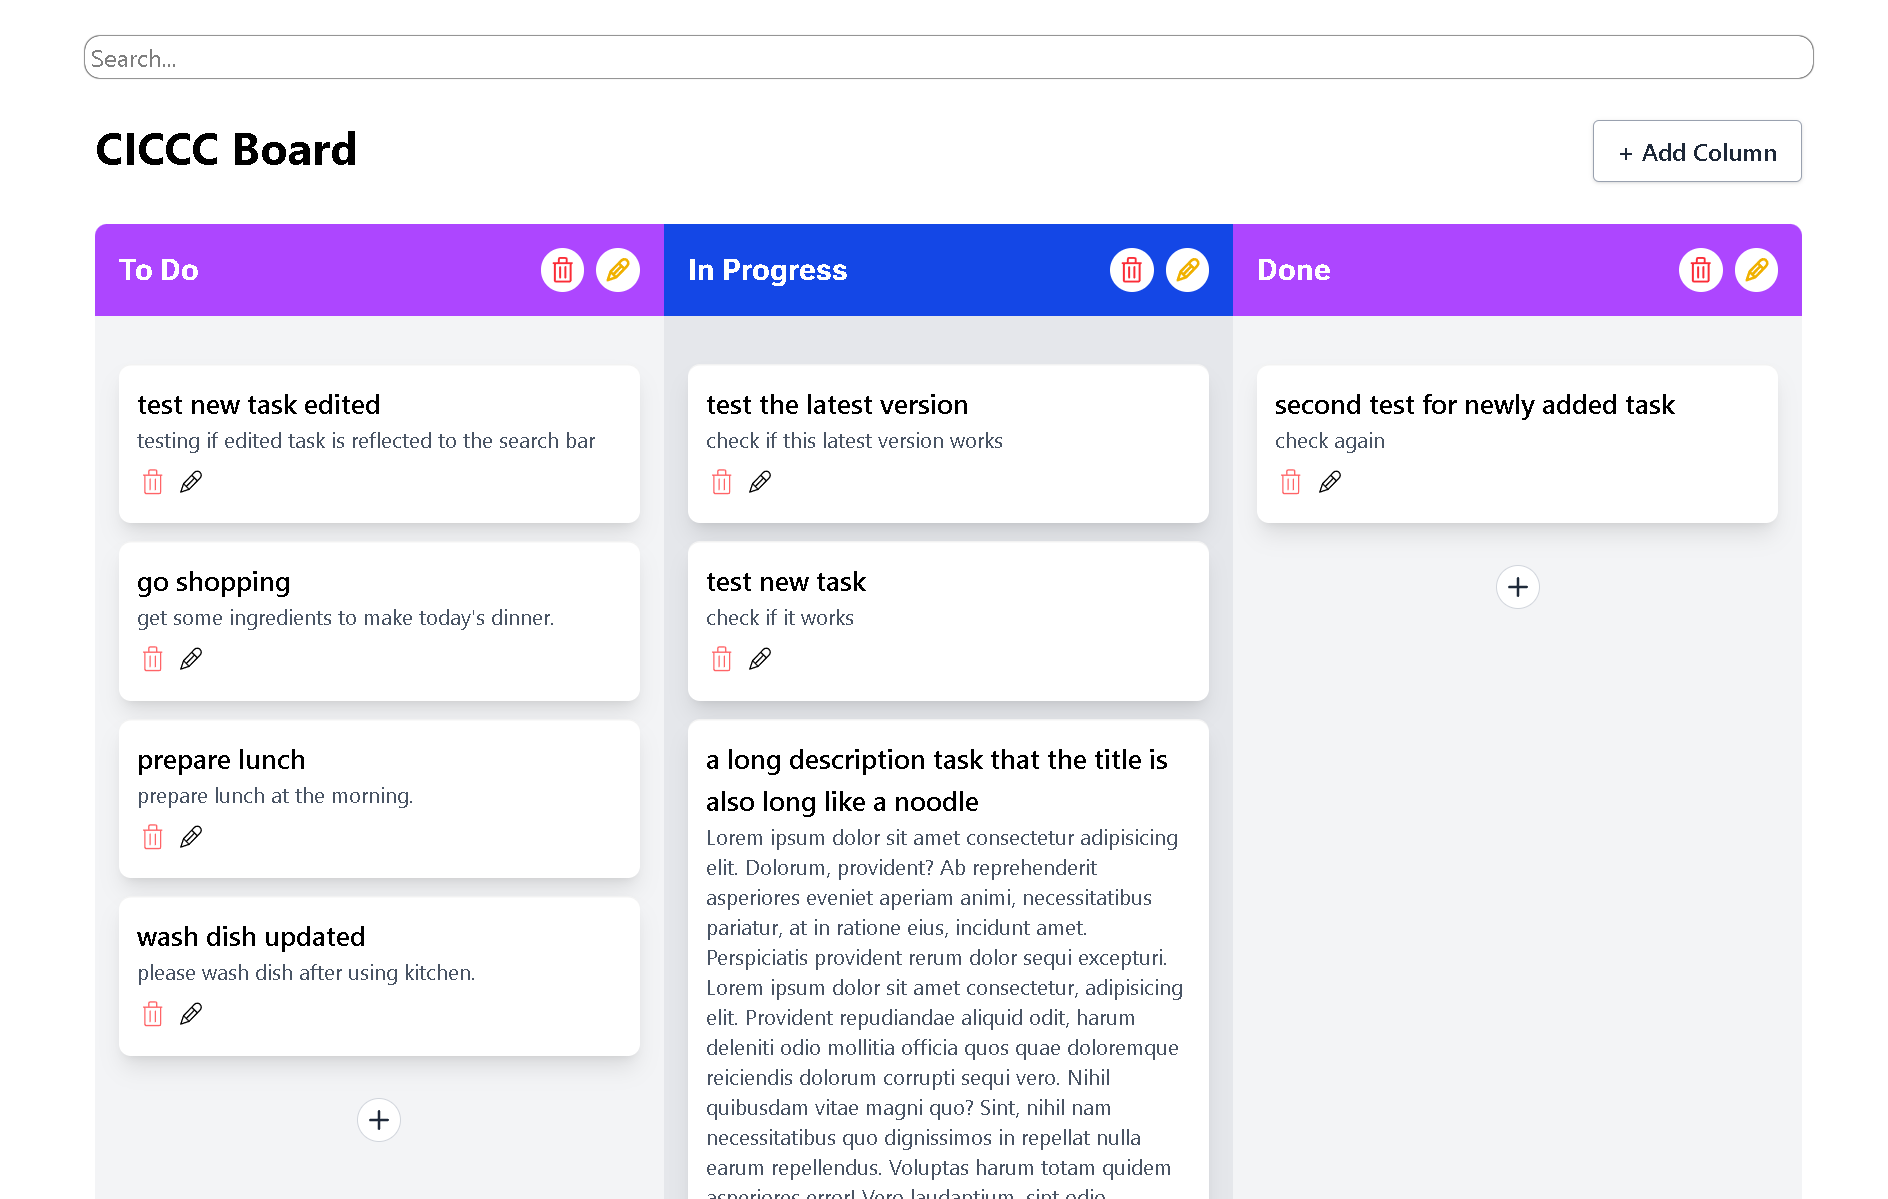 Search...
CICCC Board
+ Add Column
To Do
test new task edited
testing if edited task is reflected to the search bar
go shopping
get some ingredients to make today's dinner.
prepare lunch
prepare lunch at the morning.
wash dish updated
please wash dish after using kitchen.
In Progress
test the latest version
check if this latest version works
test new task
check if it works
a long description task that the title is
also long like a noodle
Lorem ipsum dolor sit amet consectetur adipisicing
elit. Dolorum, provident? Ab reprehenderit
asperiores eveniet aperiam animi, necessitatibus
pariatur, at in ratione eius, incidunt amet.
Perspiciatis provident rerum dolor sequi excepturi.
Lorem ipsum dolor sit amet consectetur, adipisicing
elit. Provident repudiandae aliquid odit, harum
deleniti odio mollitia officia quos quae doloremque
reiciendis dolorum corrupti sequi vero. Nihil
quibusdam vitae magni quo? Sint, nihil nam
necessitatibus quo dignissimos in repellat nulla
earum repellendus. Voluptas harum totam quidem
asperiores error! Vero laudantium, sint odio
Done
second test for newly added task
check again